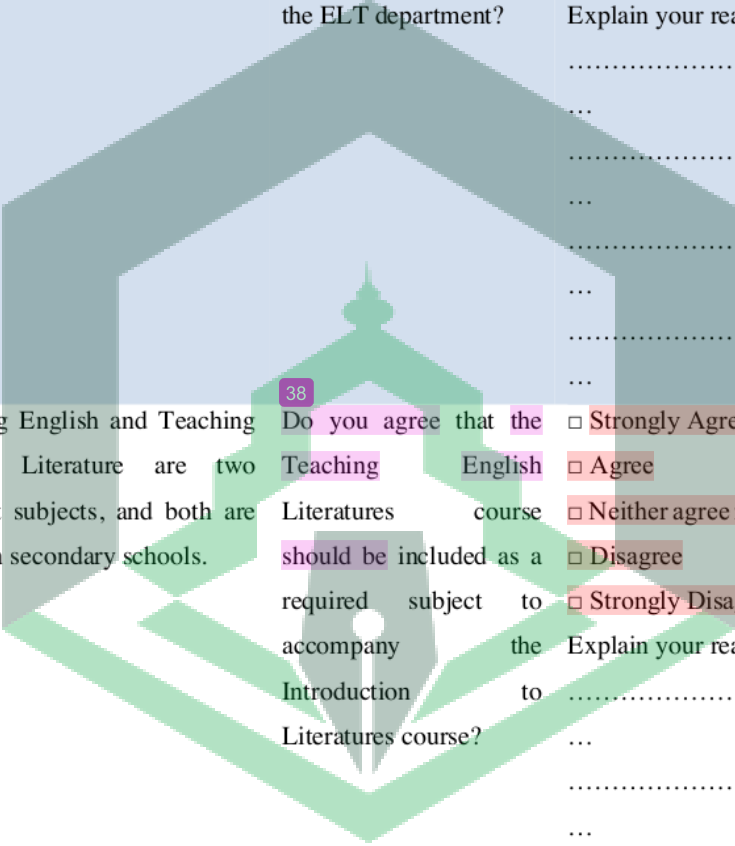 the ELT department?
Explain your rea
....................
...
....................
...
....................
...
....................
...
38
g English and Teaching
Literature are two
subjects, and both are
secondary schools.
Do you agree that the
Teaching English
Literatures course
should be included as a
required subject to
accompany the
Introduction to
Literatures course?
□ Strongly Agre
□ Agree
□ Neither agree
□ Disagree
□ Strongly Disa
Explain your rea
....................
...
....................
...